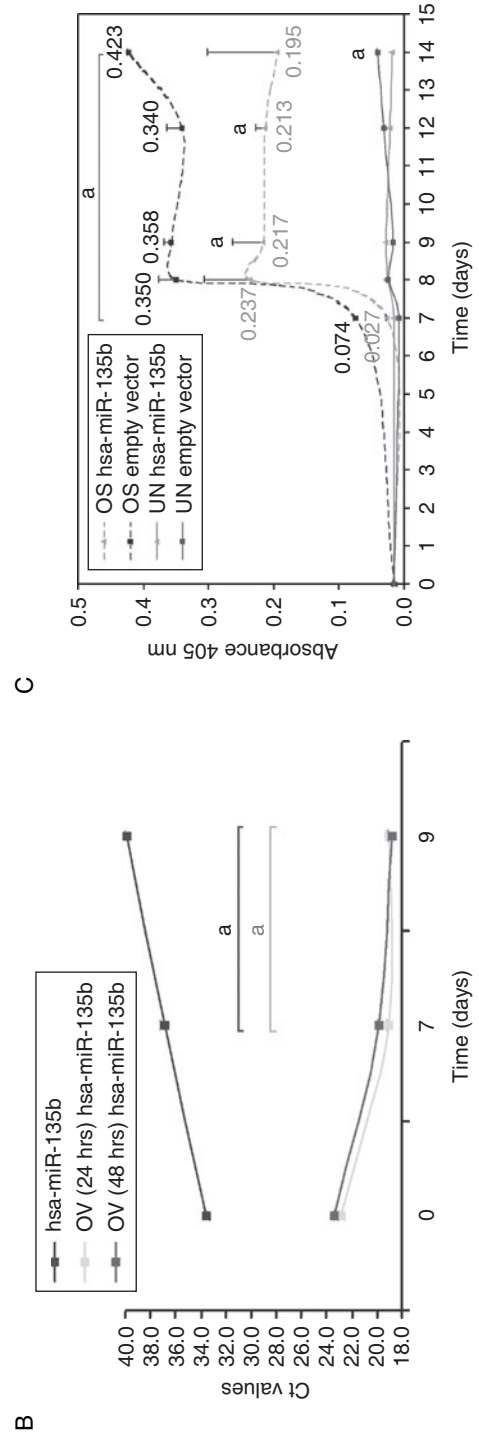 B
hsa-miR-135b
OV (24 hrs) hsa-miR-135b
OV (48 hrs) hsa-miR-135b
Ct values
40.0
38.0
36.0
34.0
32.0
30.0
28.0
26.0
24.0
22.0
20.0
18.0
a
a
0
7
9
Time (days)
C
OS hsa-miR-135b
OS empty vector
UN hsa-miR-135b
UN empty vector
Absorbance 405 nm
0.5
0.4
0.3
0.2
0.1
0.0
a
0.423
0.340
0.358
0.350
0.074
0.027
0.237
0.217
0.213
0.195
a
a
a
0 1 2 3 4 5 6 7 8 9 10 11 12 13 14 15
Time (days)